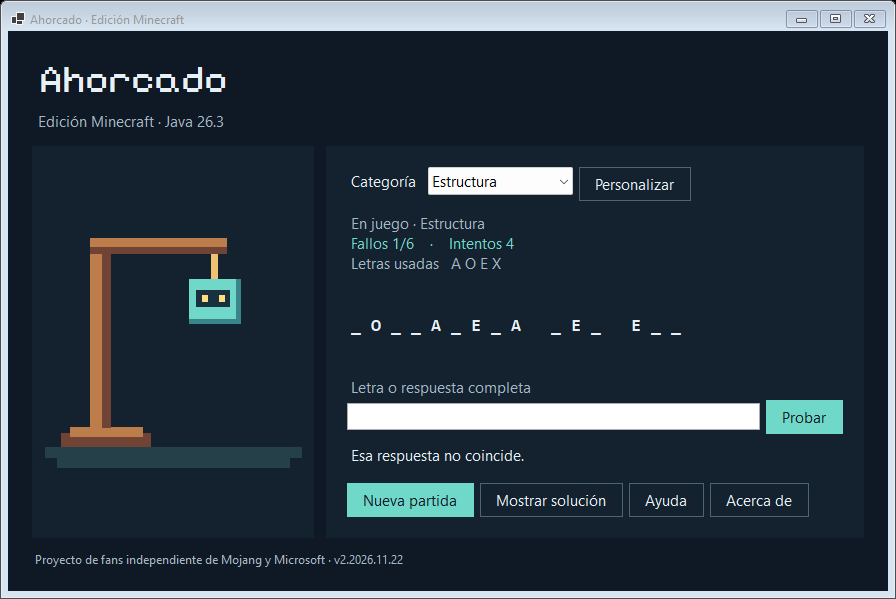 Ahorcado · Edición Minecraft
Ahorcado
Edición Minecraft · Java 26.3
Categoría Estructura Personalizar
En juego · Estructura
Fallos 1/6 · Intentos 4
Letras usadas A O E X
_ O _ _ A _ E _ A _ E _ E _ _
Letra o respuesta completa
Probar
Esa respuesta no coincide.
Nueva partida Mostrar solución Ayuda Acerca de
Proyecto de fans independiente de Mojang y Microsoft · v2.2026.11.22